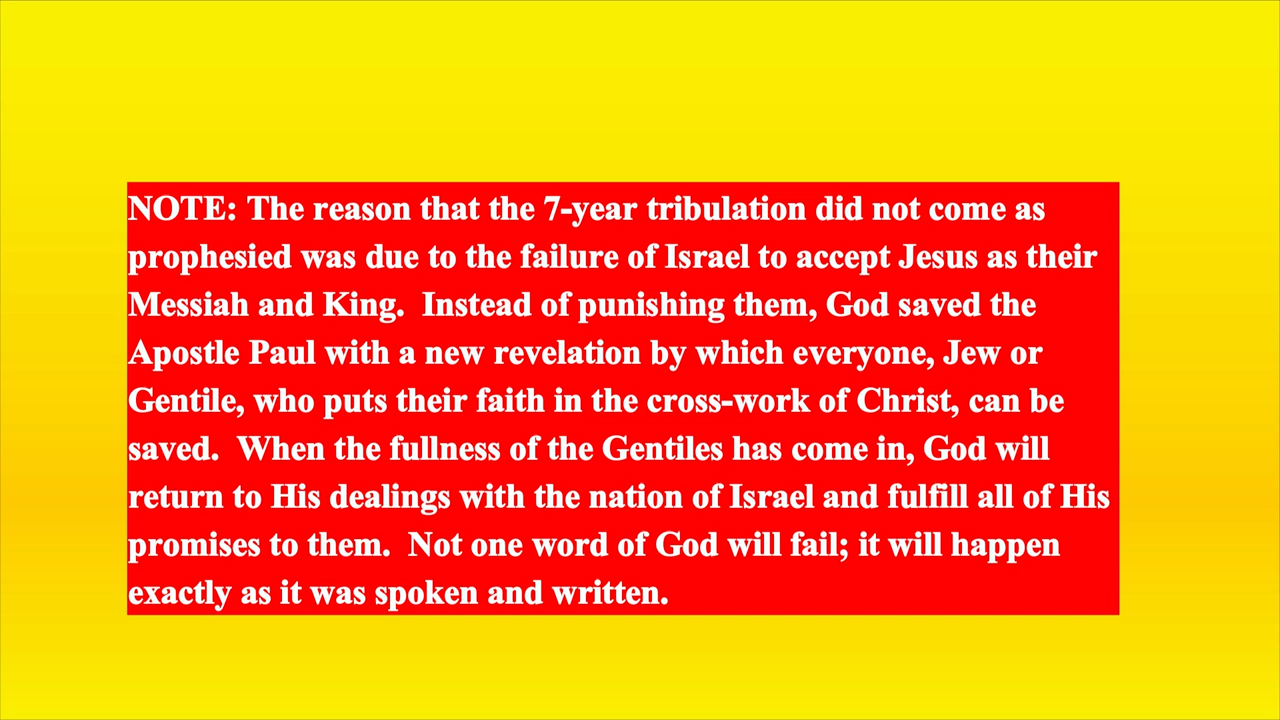 NOTE: The reason that the 7-year tribulation did not come as
prophesied was due to the failure of Israel to accept Jesus as their
Messiah and King.  Instead of punishing them, God saved the
Apostle Paul with a new revelation by which everyone, Jew or
Gentile, who puts their faith in the cross-work of Christ, can be
saved.  When the fullness of the Gentiles has come in, God will
return to His dealings with the nation of Israel and fulfill all of His
promises to them.  Not one word of God will fail; it will happen
exactly as it was spoken and written.